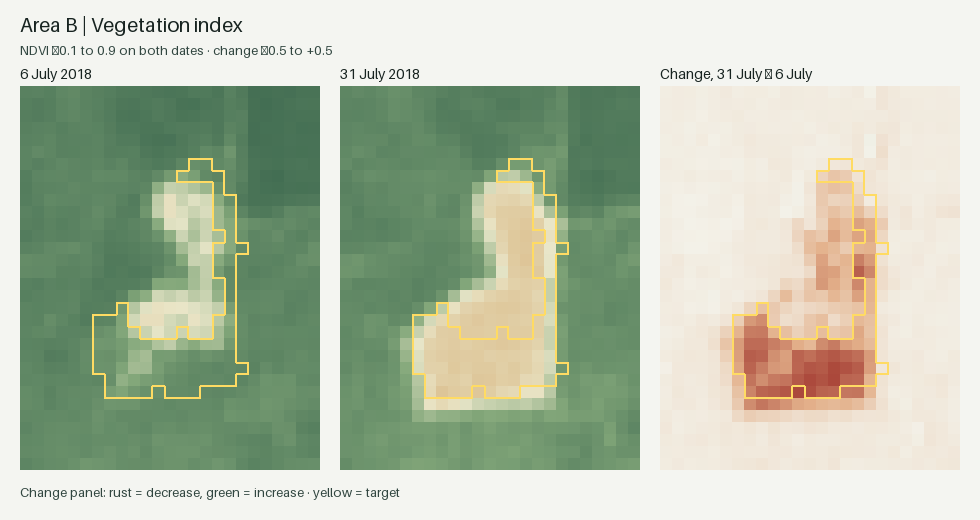 Area B | Vegetation index
NDVI 0.1 to 0.9 on both dates · change 0.5 to +0.5
6 July 2018
31 July 2018
Change, 31 July 6 July
Change panel: rust = decrease, green = increase · yellow = target